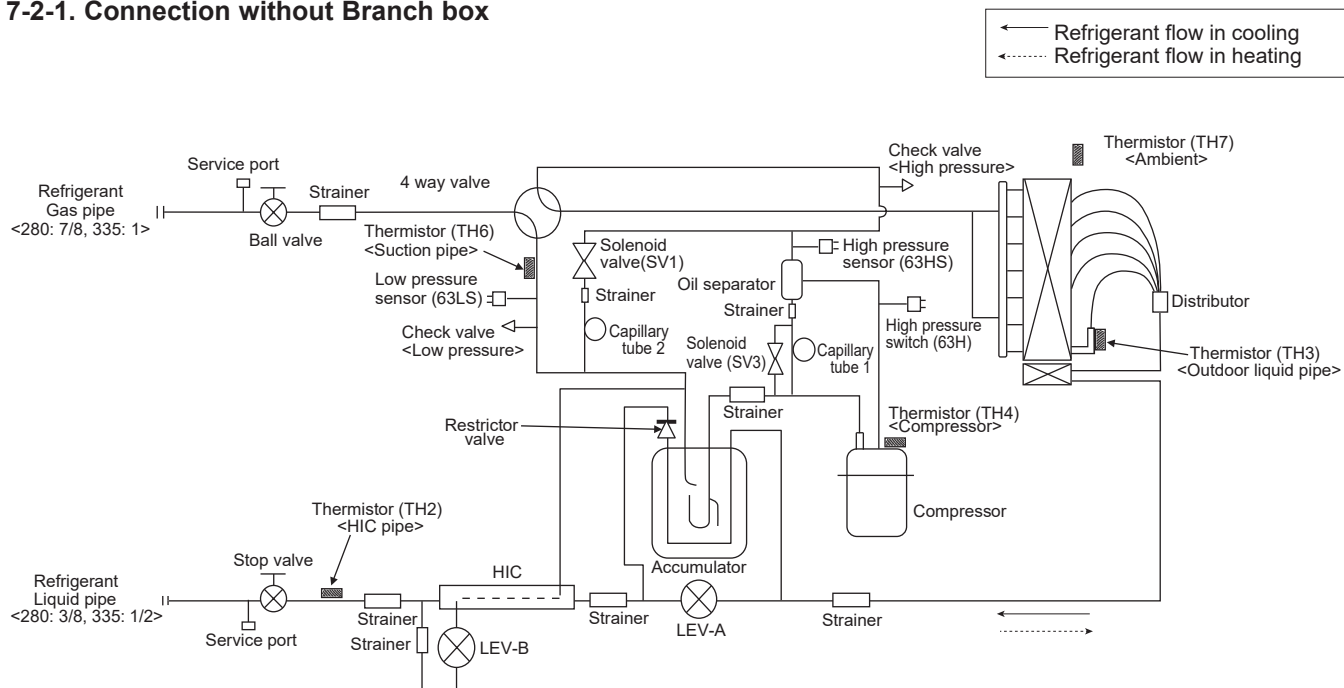 7-2-1. Connection without Branch box
Refrigerant flow in cooling
Refrigerant flow in heating
Service port
Refrigerant
Gas pipe
<280: 7/8, 335: 1>
Ball valve
Strainer
4 way valve
Thermistor (TH6)
<Suction pipe>
Low pressure
sensor (63LS)
Check valve
<Low pressure>
Solenoid
valve(SV1)
Strainer
Capillary
tube 2
Oil separator
Strainer
Solenoid
valve (SV3)
Capillary
tube 1
High pressure
sensor (63HS)
High pressure
switch (63H)
Check valve
<High pressure>
Thermistor (TH7)
<Ambient>
Distributor
Thermistor (TH3)
<Outdoor liquid pipe>
Strainer
Thermistor (TH4)
<Compressor>
Restrictor
valve
Compressor
Accumulator
Thermistor (TH2)
<HIC pipe>
Stop valve
Refrigerant
Liquid pipe
<280: 3/8, 335: 1/2>
Service port
Strainer
Strainer
HIC
LEV-B
Strainer
LEV-A
Strainer